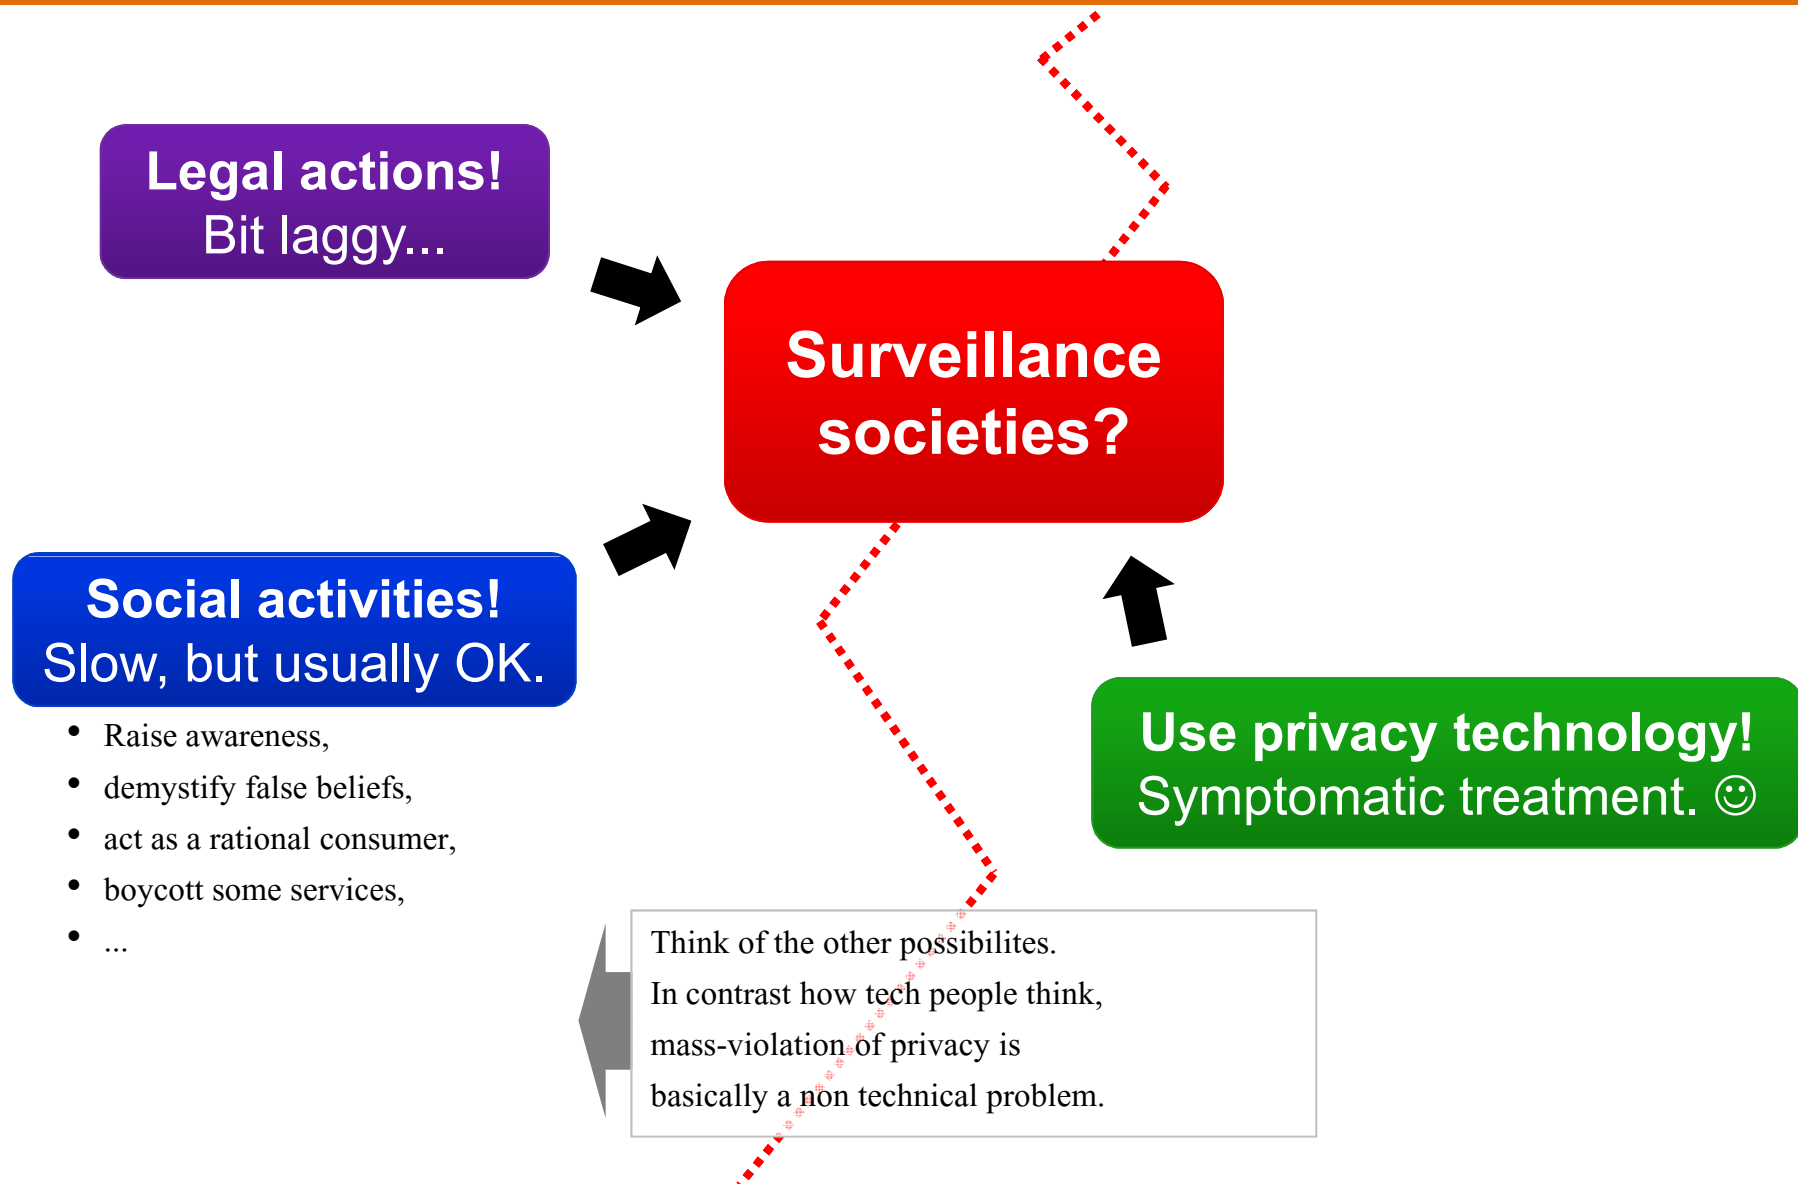 Legal actions!
Bit laggy...
Surveillance
societies?
Social activities!
Slow, but usually OK.
• Raise awareness,
• demystify false beliefs,
• act as a rational consumer,
• boycott some services,
• ...
Use privacy technology!
Symptomatic treatment. ☺
Think of the other possibilites.
In contrast how tech people think,
mass-violation of privacy is
basically a non technical problem.